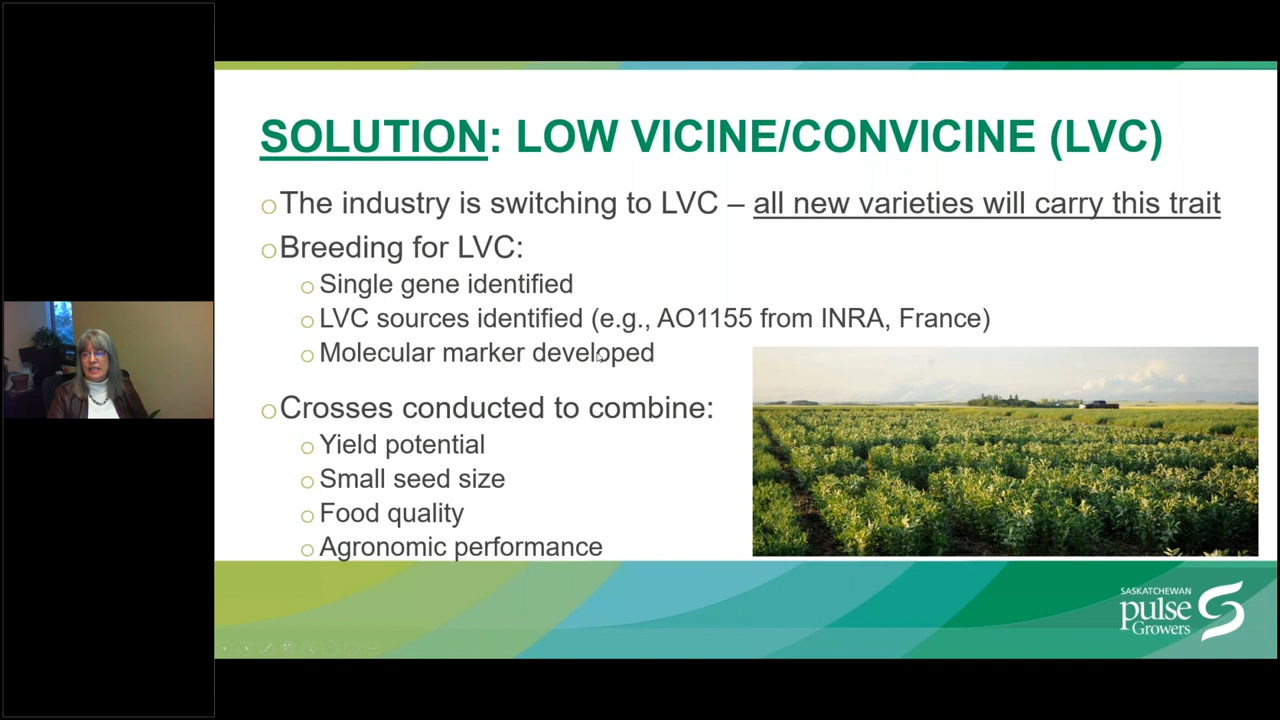 SOLUTION: LOW VICINE/CONVICINE (LVC)
The industry is switching to LVC – all new varieties will carry this trait
Breeding for LVC:
Single gene identified
LVC sources identified (e.g., AO1155 from INRA, France)
Molecular marker developed
Crosses conducted to combine:
Yield potential
Small seed size
Food quality
Agronomic performance
SASKATCHEWAN
pulse
Growers